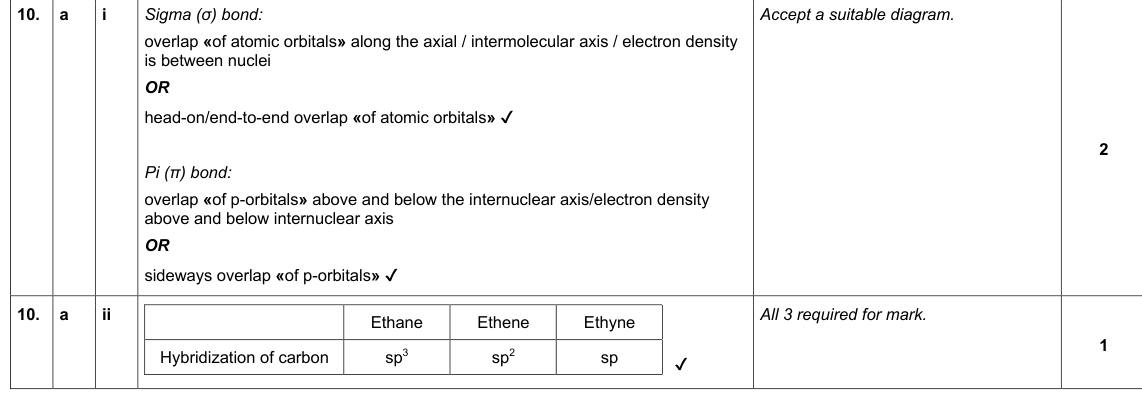 10. a i Sigma (σ) bond: Accept a suitable diagram.
overlap «of atomic orbitals» along the axial / intermolecular axis / electron density
is between nuclei
OR
head-on/end-to-end overlap «of atomic orbitals» ✓
2
Pi (π) bond:
overlap «of p-orbitals» above and below the internuclear axis/electron density
above and below internuclear axis
OR
sideways overlap «of p-orbitals» ✓
10. a ii All 3 required for mark.
Ethane Ethene Ethyne
Hybridization of carbon sp³ sp² sp ✓
1